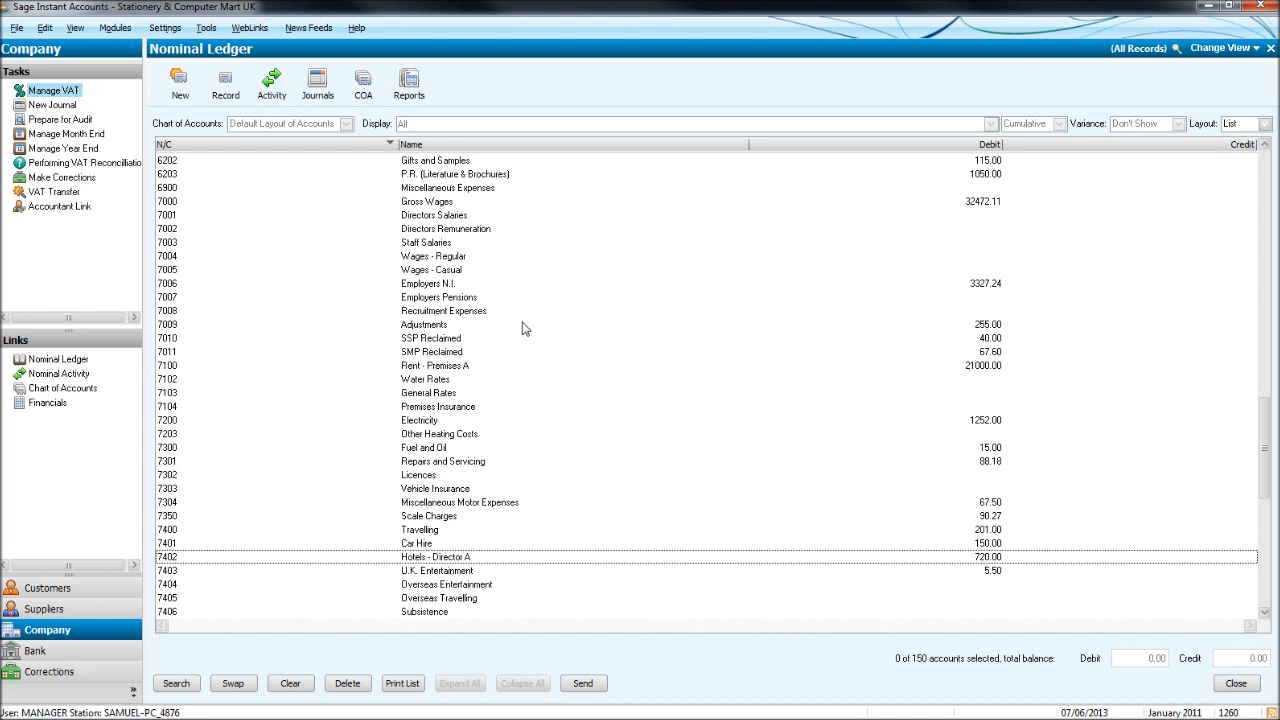 Sage Instant Accounts - Stationery & Computer Mart UK
File Edit View Modules Settings Tools WebLinks News Feeds Help
Company
Nominal Ledger
(All Records) Change View
Tasks
Manage VAT
New Journal
Prepare for Audit
Manage Month End
Manage Year End
Performing VAT Reconciliatio
Make Corrections
VAT Transfer
Accountant Link
New Record Activity Journals COA Reports
Chart of Accounts: Default Layout of Accounts Display: All Cumulative Variance: Don't Show Layout: List
N/C Name Debit Credit
6202 Gifts and Samples 115.00
6203 P.R. (Literature & Brochures) 1050.00
6900 Miscellaneous Expenses
7000 Gross Wages 32472.11
7001 Directors Salaries
7002 Directors Remuneration
7003 Staff Salaries
7004 Wages - Regular
7005 Wages - Casual
7006 Employers N.I. 3327.24
7007 Employers Pensions
7008 Recruitment Expenses
7009 Adjustments 255.00
7010 SSP Reclaimed 40.00
7011 SMP Reclaimed 67.60
7100 Rent - Premises A 21000.00
7102 Water Rates
7103 General Rates
7104 Premises Insurance
7200 Electricity 1252.00
7203 Other Heating Costs
7300 Fuel and Oil 15.00
7301 Repairs and Servicing 88.18
7302 Licences
7303 Vehicle Insurance
7304 Miscellaneous Motor Expenses 67.50
7350 Scale Charges 90.27
7400 Travelling 201.00
7401 Car Hire 150.00
7402 Hotels - Director A 720.00
7403 U.K. Entertainment 5.50
7404 Overseas Entertainment
7405 Overseas Travelling
7406 Subsistence
Links
Nominal Ledger
Nominal Activity
Chart of Accounts
Financials
Customers
Suppliers
Company
Bank
Corrections
0 of 150 accounts selected, total balance: Debit 0.00 Credit 0.00
Search Swap Clear Delete Print List Expand All Collapse All Send Close
User: MANAGER Station: SAMUEL-PC_4876
07/06/2013 January 2011 1260